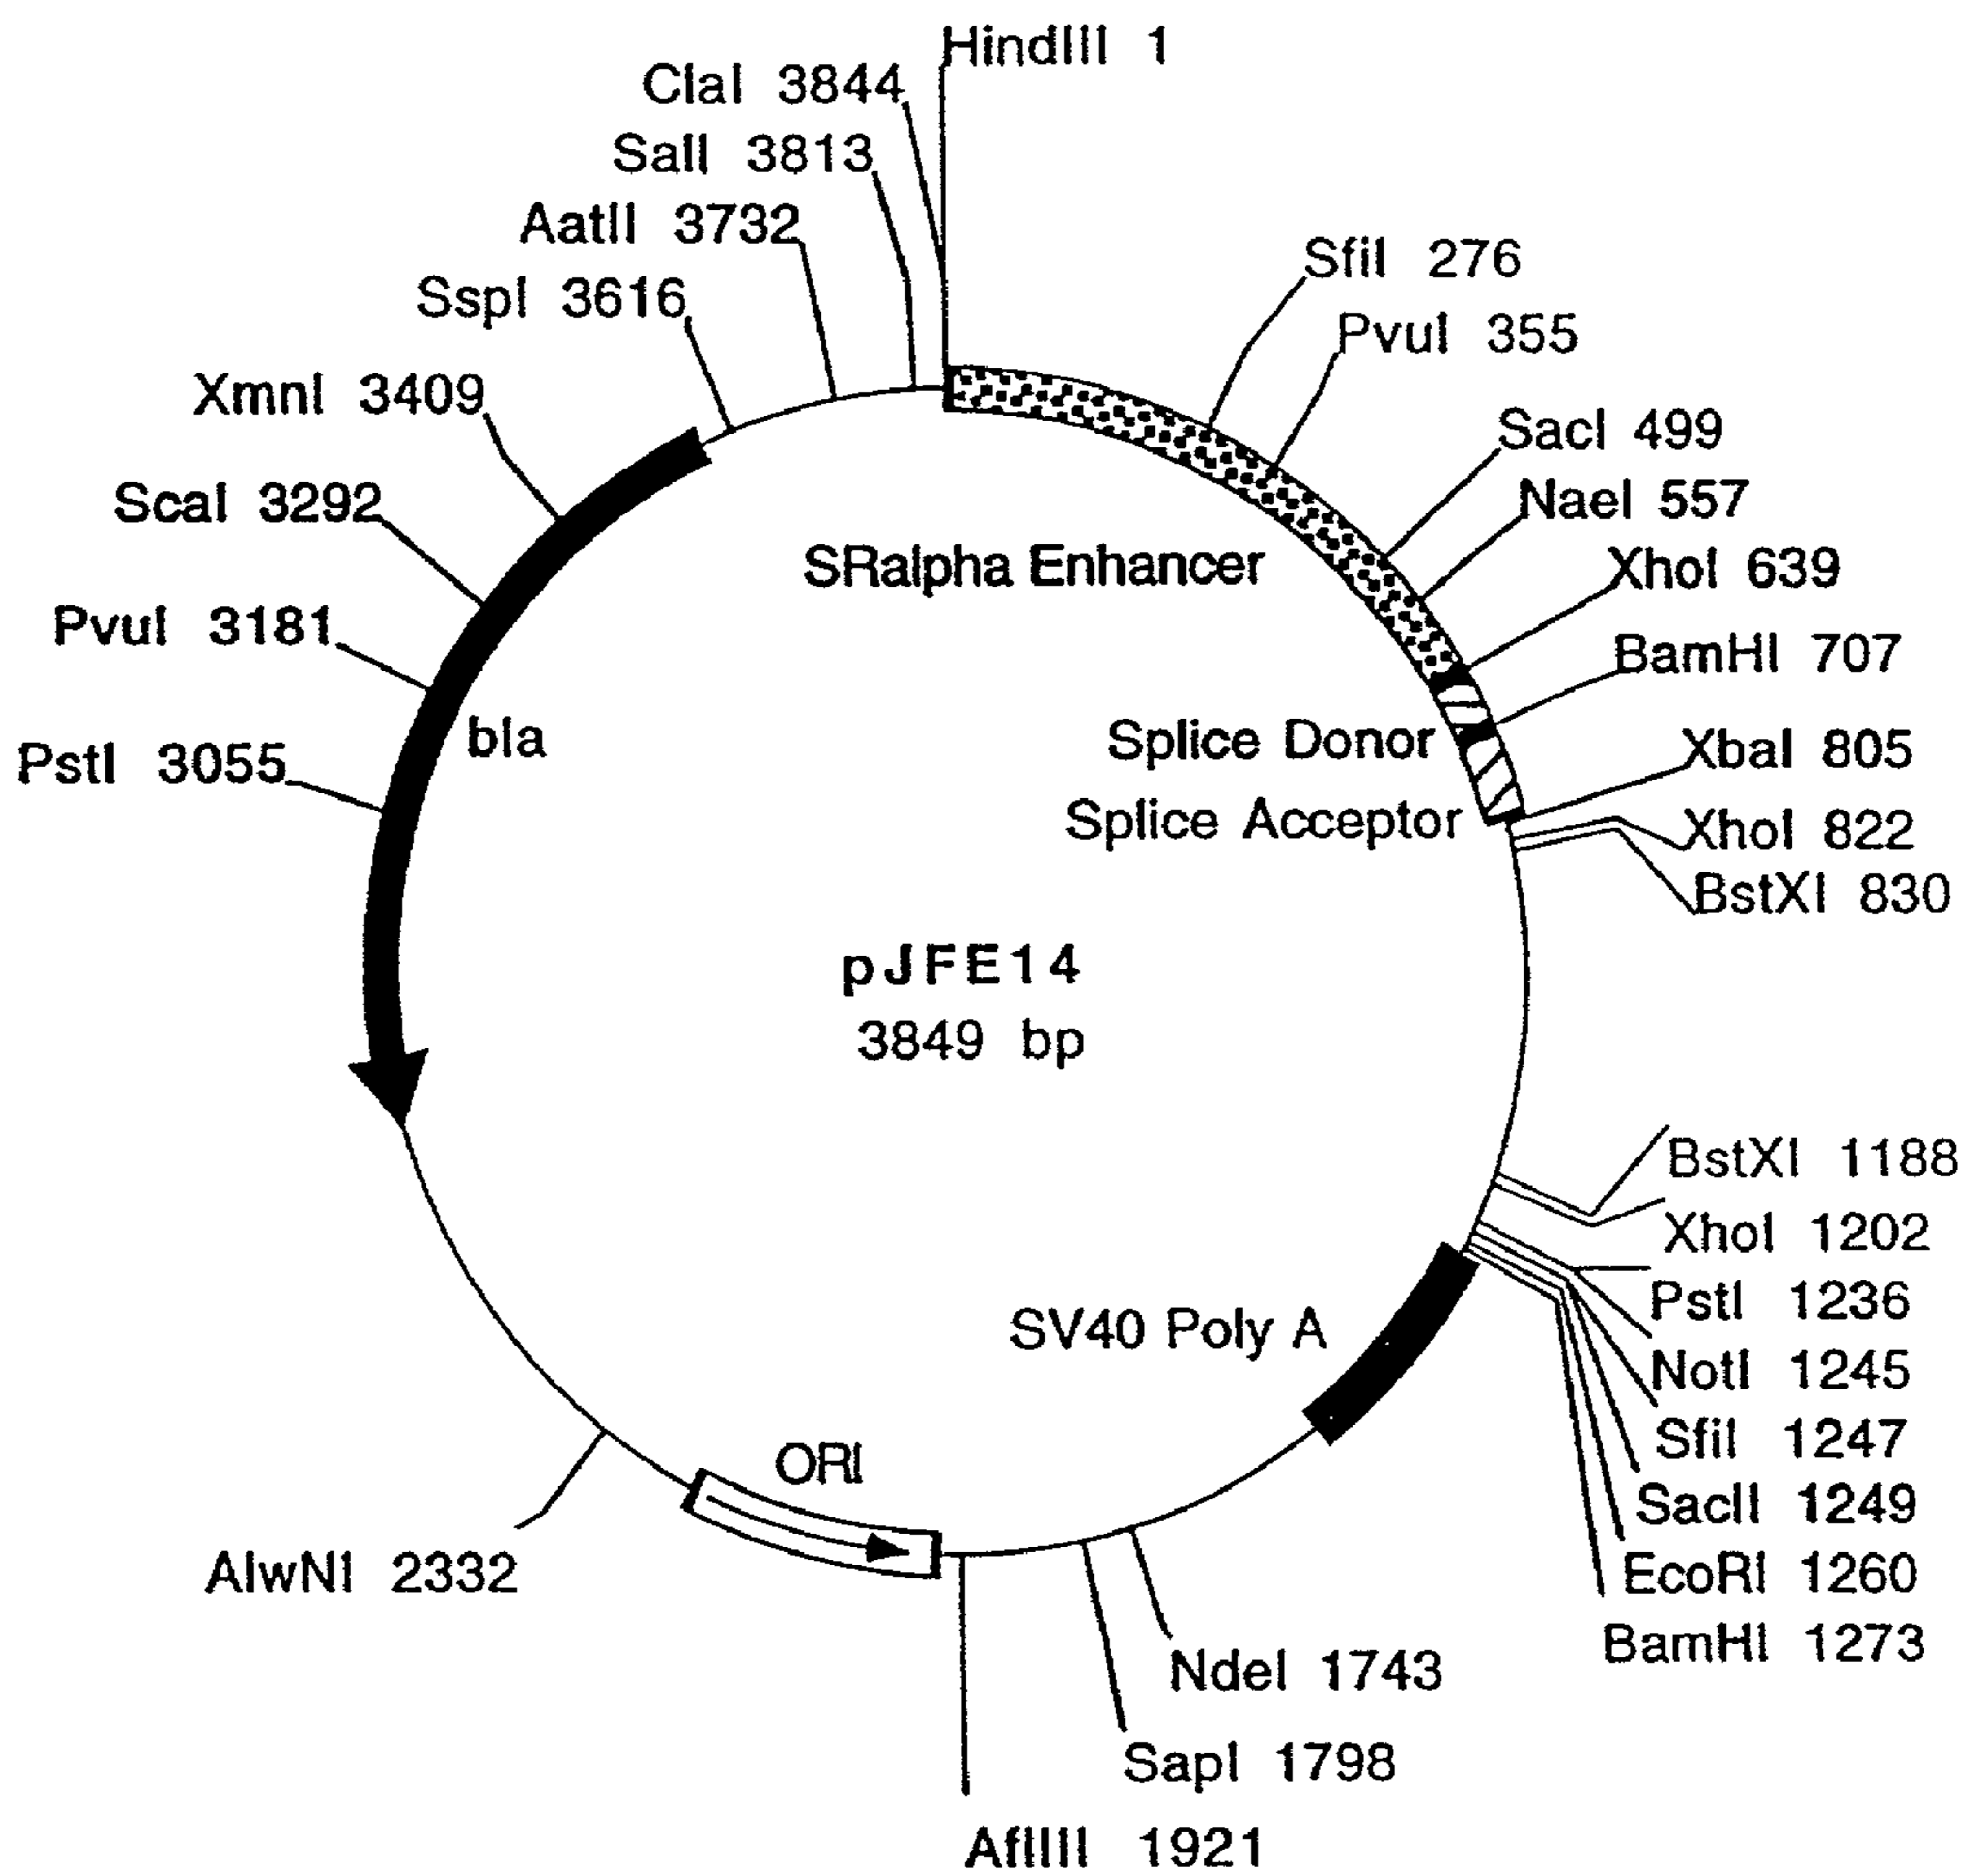 HindIII 1
ClaI 3844
SalI 3813
AatII 3732
SspI 3616
XmnI 3409
ScaI 3292
PvuI 3181
PstI 3055
SfiI 276
PvuI 355
SacI 499
NaeI 557
XhoI 639
BamHI 707
XbaI 805
XhoI 822
BstXI 830
SRalpha Enhancer
Splice Donor
Splice Acceptor
bla
pJFE14
3849 bp
BstXI 1188
XhoI 1202
PstI 1236
NotI 1245
SfiI 1247
SacII 1249
EcoRI 1260
BamHI 1273
SV40 Poly A
ORI
AlwNI 2332
NdeI 1743
SapI 1798
AflIII 1921